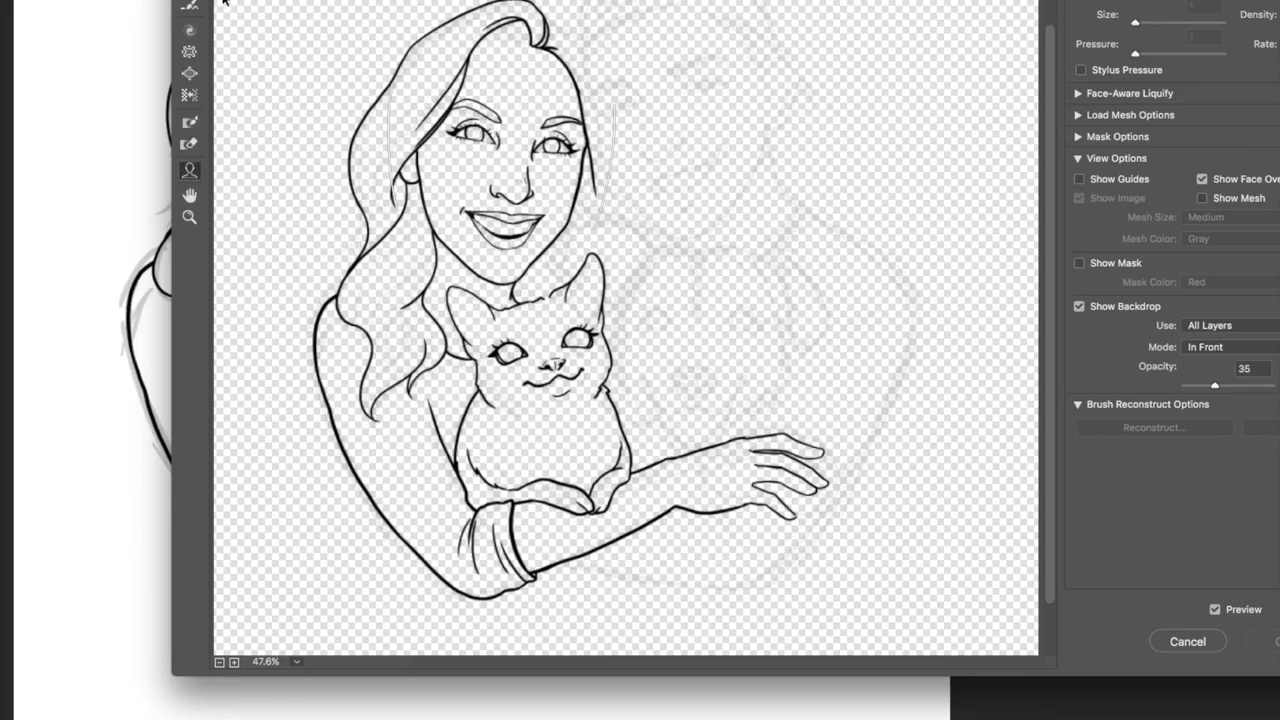 Size:
1
Density:
Pressure:
1
Rate:
Stylus Pressure
Face-Aware Liquify
Load Mesh Options
Mask Options
View Options
Show Guides
Show Face Ove
Show Image
Show Mesh
Mesh Size:
Medium
Mesh Color:
Gray
Show Mask
Mask Color:
Red
Show Backdrop
Use:
All Layers
Mode:
In Front
Opacity:
35
Brush Reconstruct Options
Reconstruct...
Preview
Cancel
47.6%